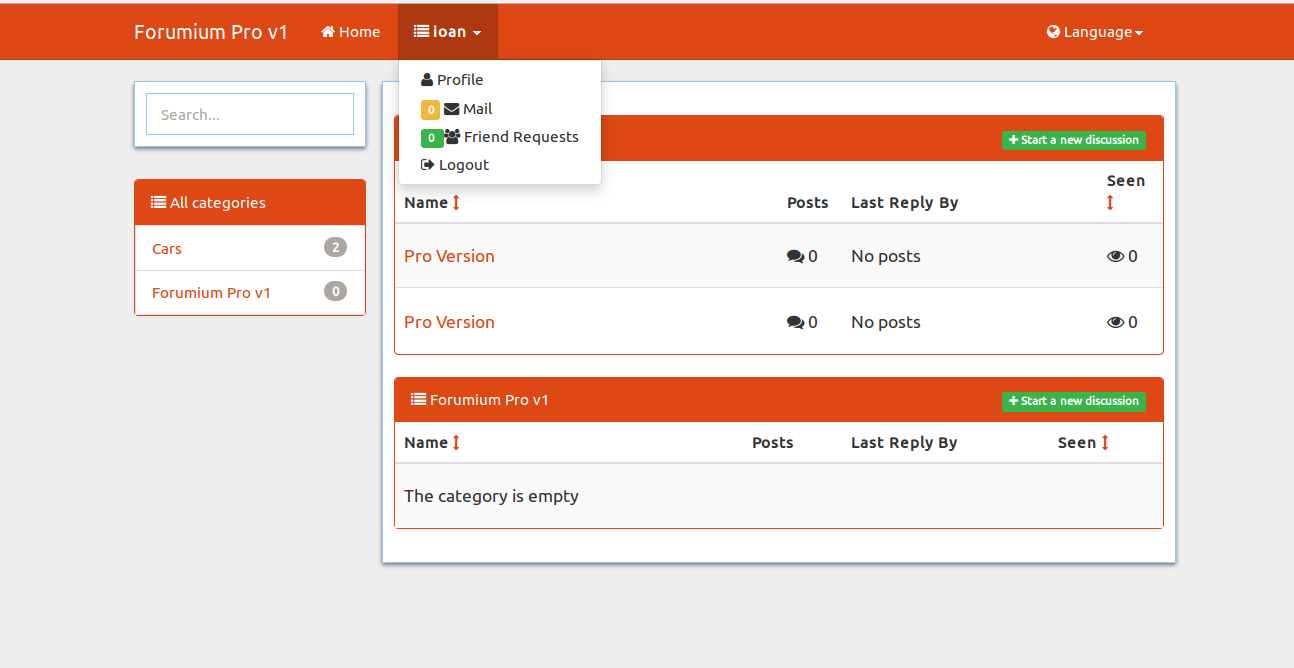 Forumium Pro v1 Home ioan Language
Profile
0 Mail
0 Friend Requests
Logout
Search...
All categories
Cars 2
Forumium Pro v1 0
Start a new discussion
Name Posts Last Reply By Seen
Pro Version 0 No posts 0
Pro Version 0 No posts 0
Forumium Pro v1 Start a new discussion
Name Posts Last Reply By Seen
The category is empty